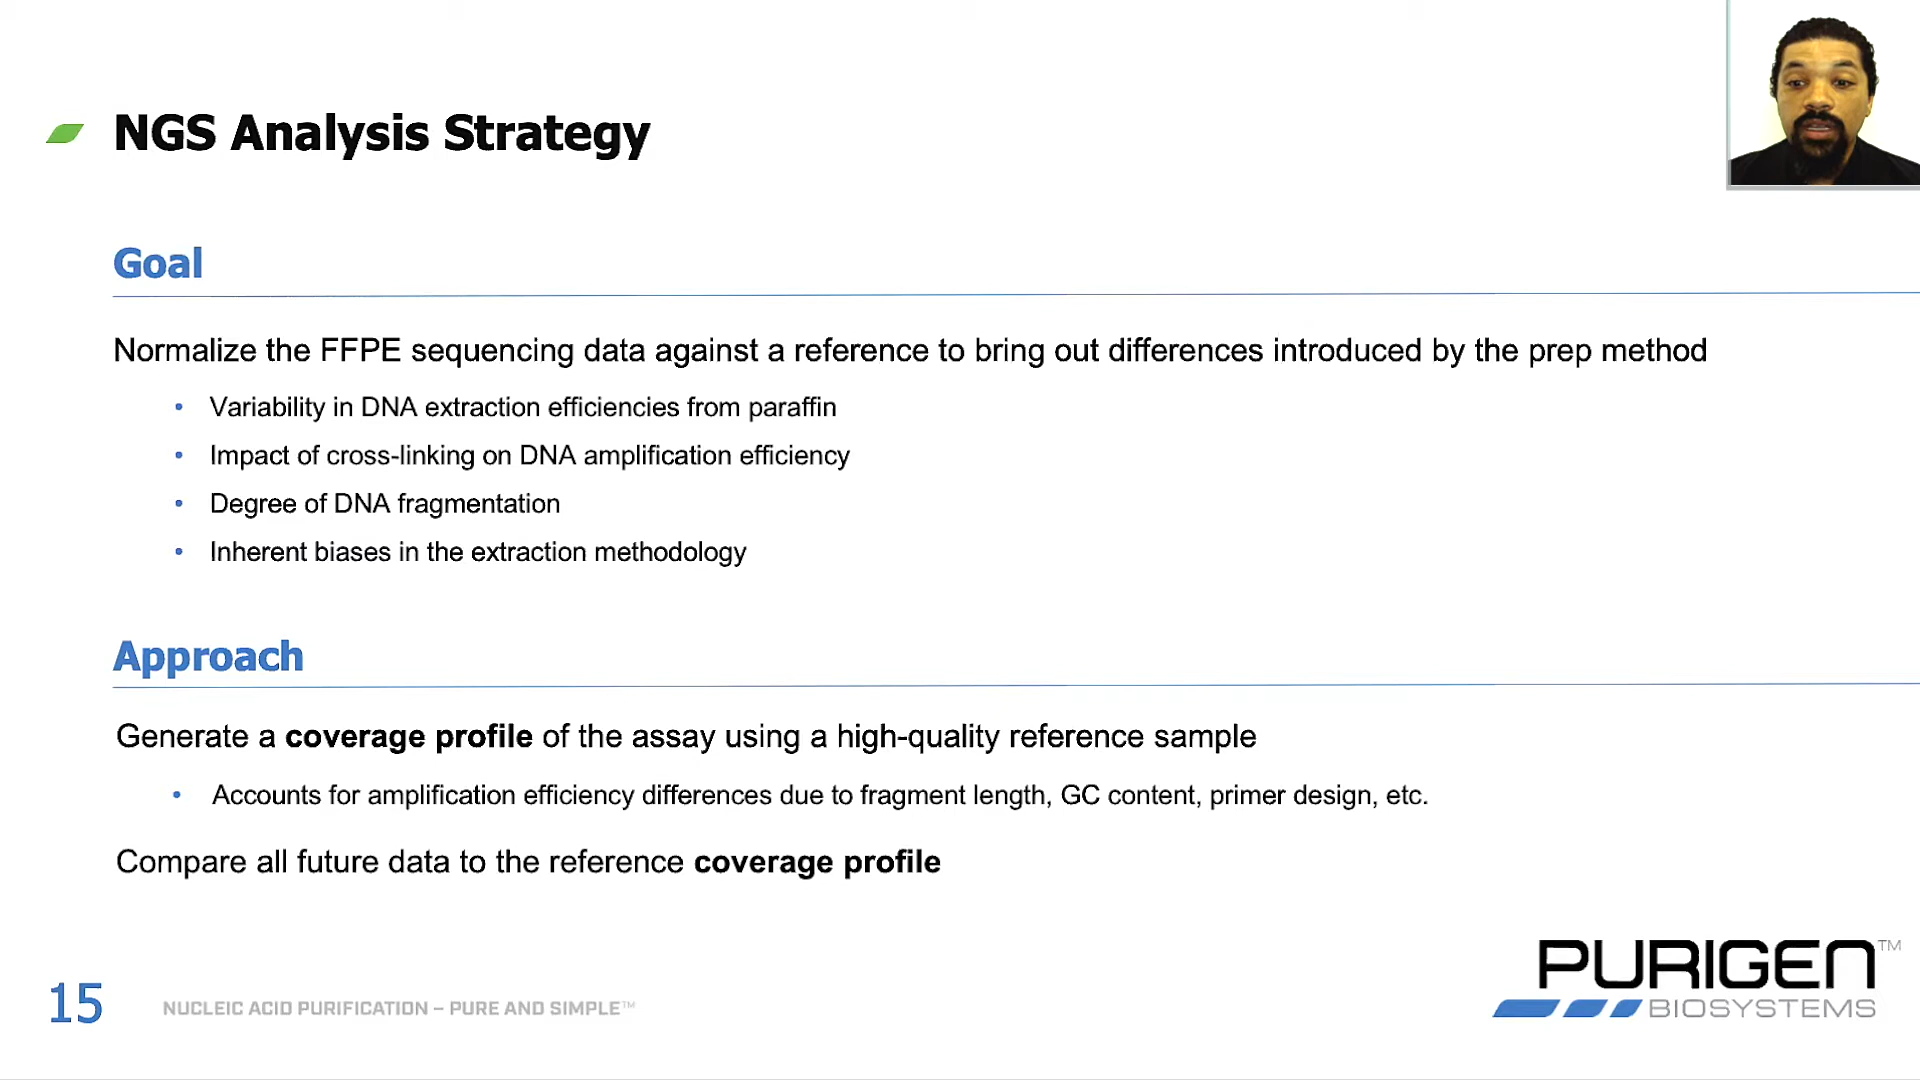 NGS Analysis Strategy
Goal
Normalize the FFPE sequencing data against a reference to bring out differences introduced by the prep method
• Variability in DNA extraction efficiencies from paraffin
• Impact of cross-linking on DNA amplification efficiency
• Degree of DNA fragmentation
• Inherent biases in the extraction methodology
Approach
Generate a coverage profile of the assay using a high-quality reference sample
• Accounts for amplification efficiency differences due to fragment length, GC content, primer design, etc.
Compare all future data to the reference coverage profile
15
NUCLEIC ACID PURIFICATION – PURE AND SIMPLE™
PURIGEN™
BIOSYSTEMS